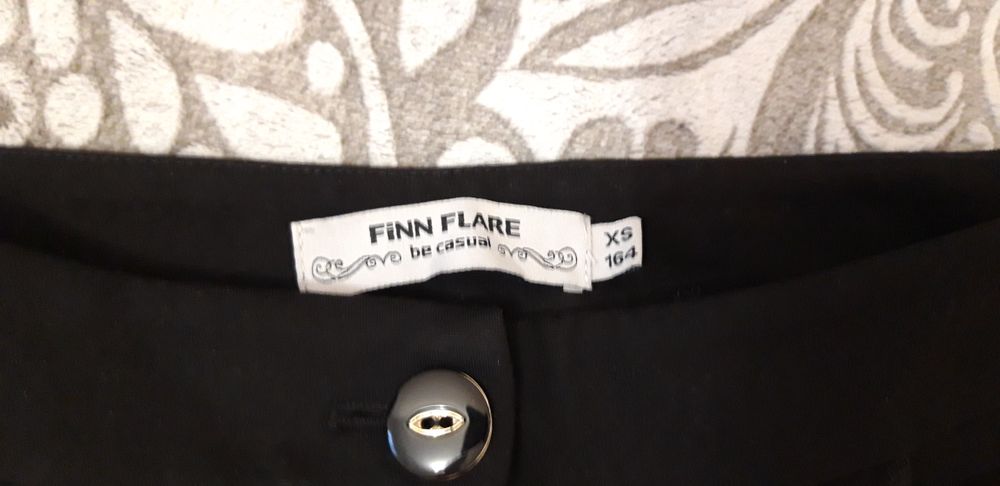 FiNN FLARE
be casual
XS
164